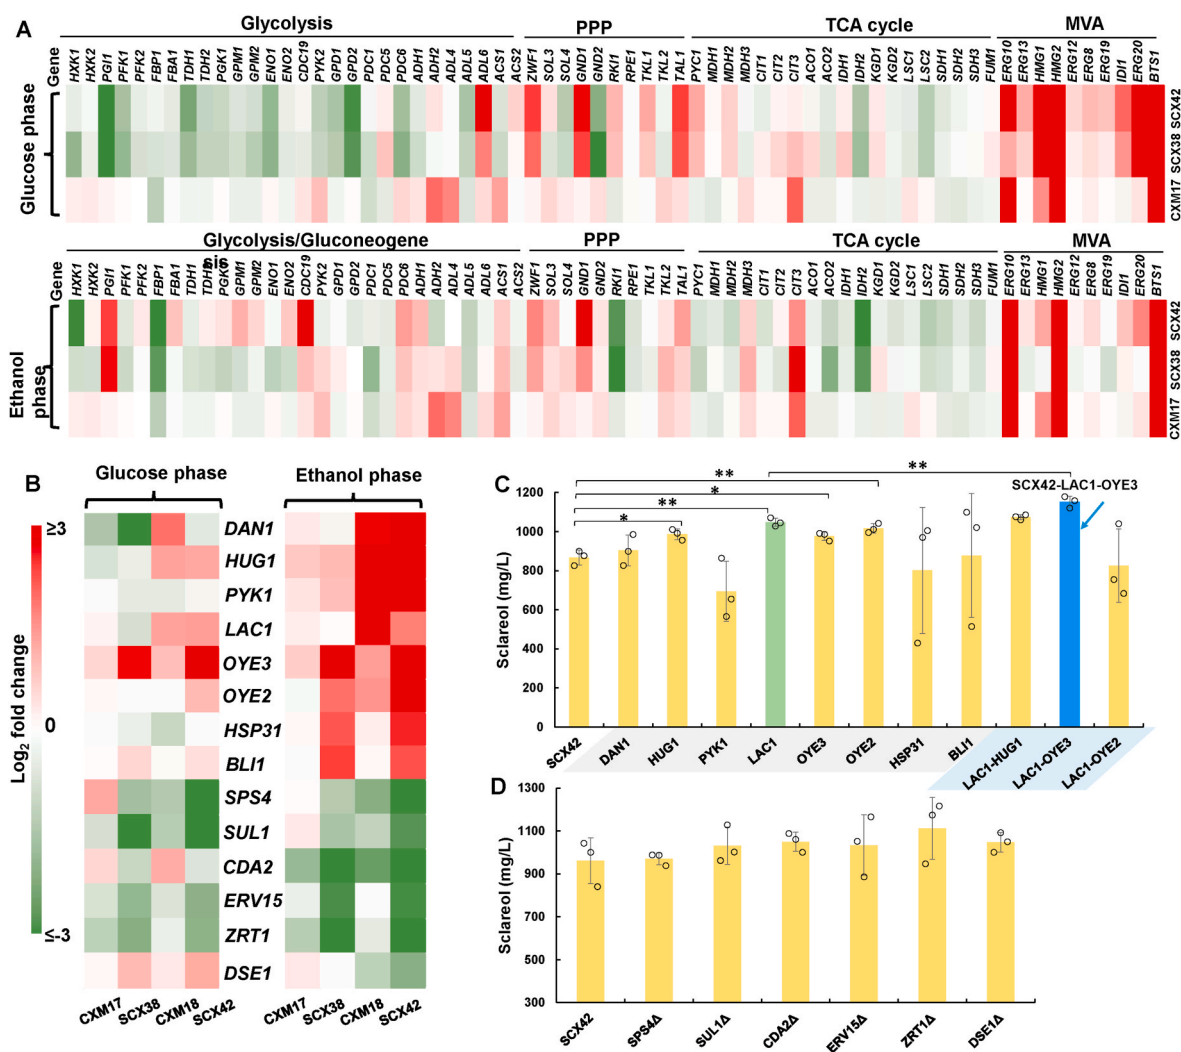 A
Glycolysis PPP TCA cycle MVA
Gene HXK1 HXK2 PGI1 PFK1 PFK2 FBP1 FBA1 TDH1 TDH2 PGK1 GPM1 GPM2 ENO1 ENO2 CDC19 PYK2 GPD1 GPD2 PDC1 PDC5 PDC6 ADH1 ADH2 ADL4 ADL5 ADL6 ACS1 ACS2 ZWF1 SOL3 SOL4 GND1 GND2 RKI1 RPE1 TKL1 TKL2 TAL1 PYC1 MDH1 MDH2 MDH3 CIT1 CIT2 CIT3 ACO1 ACO2 IDH1 IDH2 KGD1 KGD2 LSC1 LSC2 SDH1 SDH2 SDH3 FUM1 ERG10 ERG13 HMG1 HMG2 ERG12 ERG8 ERG19 IDI1 ERG20 BTS1
Glucose phase
SCX42
SCX38
CXM17
Glycolysis/Gluconeogene
sis
PPP TCA cycle MVA
Gene HXK1 HXK2 PGI1 PFK1 PFK2 FBP1 FBA1 TDH1 PGK1 GPM1 GPM2 ENO1 ENO2 CDC19 PYK2 GPD1 GPD2 PDC1 PDC5 PDC6 ADH1 ADH2 ADL4 ADL5 ADL6 ACS1 ACS2 ZWF1 SOL3 SOL4 GND1 GND2 RKI1 RPE1 TKL1 TKL2 TAL1 PYC1 MDH1 MDH2 MDH3 CIT1 CIT2 CIT3 ACO1 ACO2 IDH1 IDH2 KGD1 KGD2 LSC1 LSC2 SDH1 SDH2 SDH3 FUM1 ERG10 ERG13 HMG1 HMG2 ERG12 ERG8 ERG19 IDI1 ERG20 BTS1
Ethanol
phase
SCX42
SCX38
CXM17
B
Glucose phase Ethanol phase
≥3
0
≤-3
Log2 fold change
DAN1
HUG1
PYK1
LAC1
OYE3
OYE2
HSP31
BLI1
SPS4
SUL1
CDA2
ERV15
ZRT1
DSE1
CXM17 SCX38 CXM18 SCX42 CXM17 SCX38 CXM18 SCX42
C
** **
*
**
*
SCX42-LAC1-OYE3
Sclareol (mg/L)
1200
1000
800
600
400
200
0
SCX42 DAN1 HUG1 PYK1 LAC1 OYE3 OYE2 HSP31 BLI1 LAC1-HUG1 LAC1-OYE3 LAC1-OYE2
D
Sclareol (mg/L)
1300
1100
900
700
500
300
SCX42 SPS4Δ SUL1Δ CDA2Δ ERV15Δ ZRT1Δ DSE1Δ